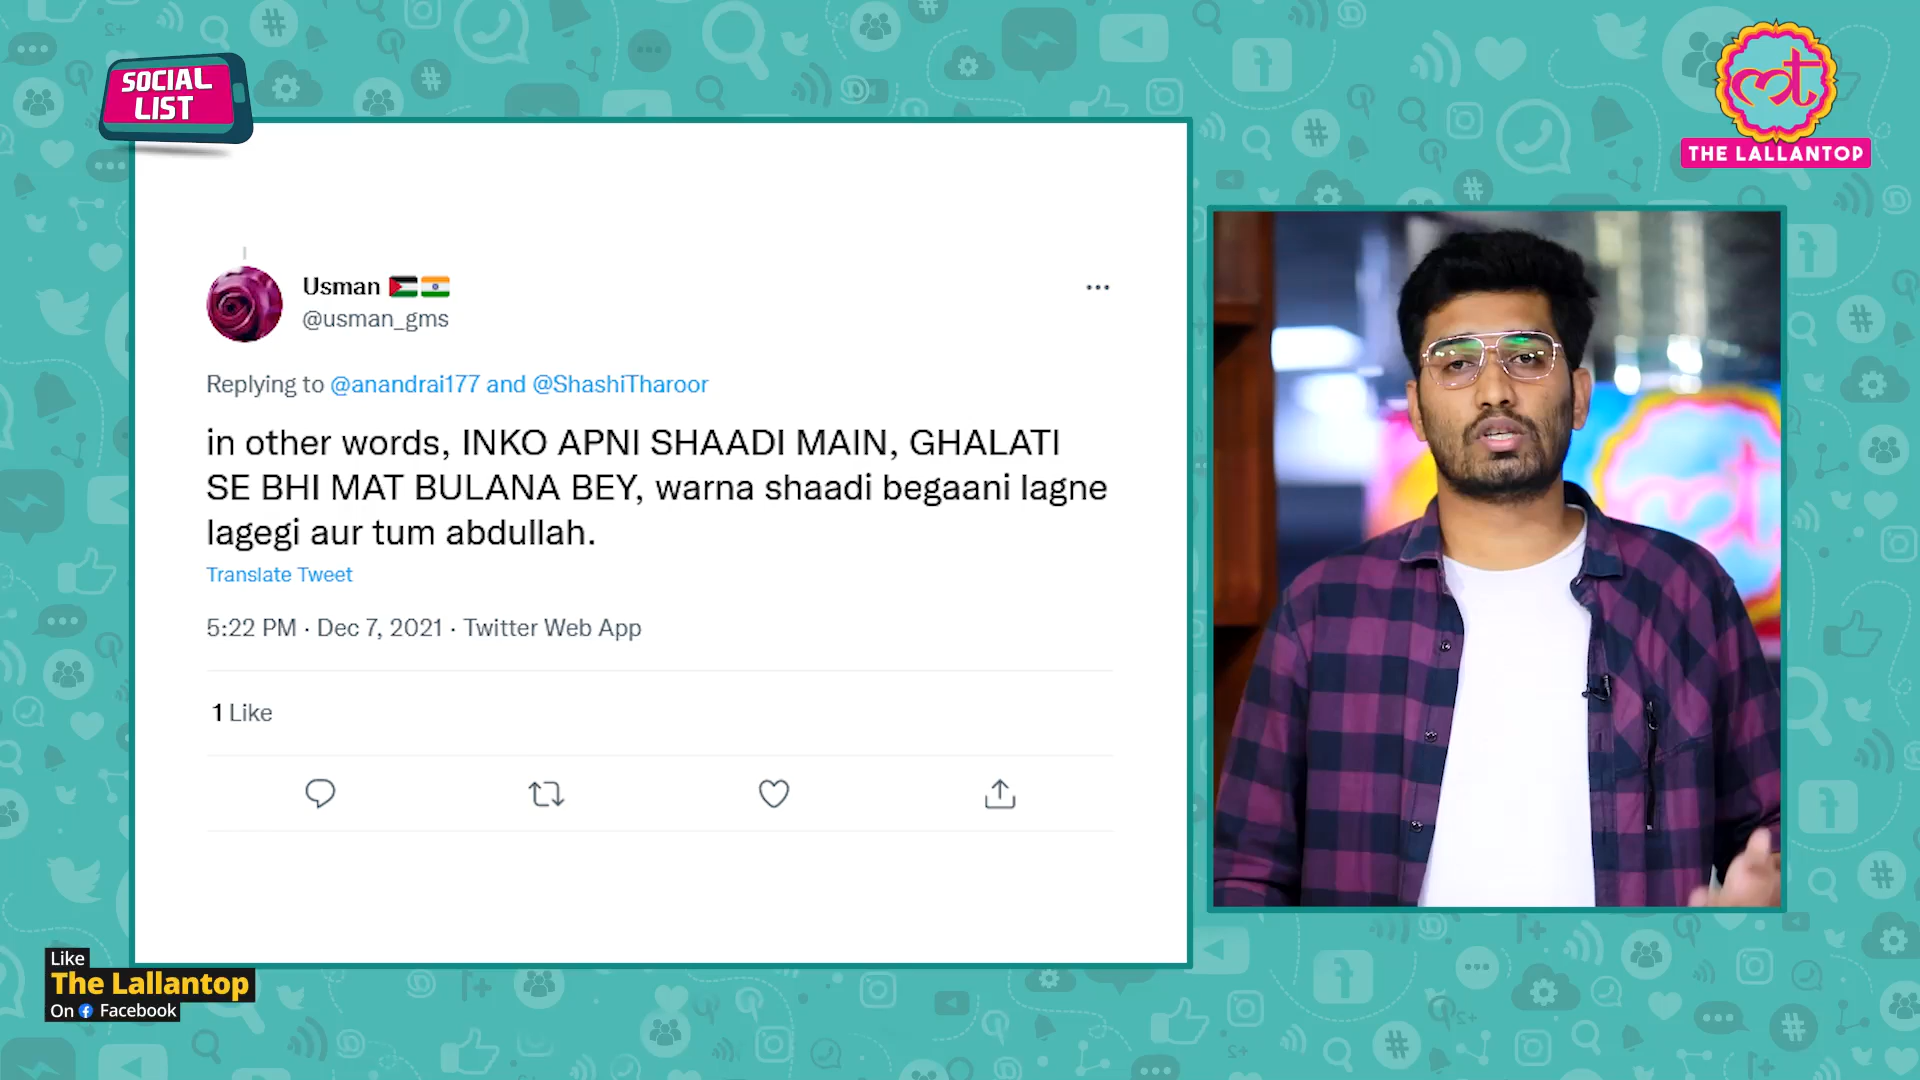 SOCIAL
LIST
THE LALLANTOP
Usman
@usman_gms
Replying to @anandrai177 and @ShashiTharoor
in other words, INKO APNI SHAADI MAIN, GHALATI
SE BHI MAT BULANA BEY, warna shaadi begaani lagne
lagegi aur tum abdullah.
Translate Tweet
5:22 PM · Dec 7, 2021 · Twitter Web App
1 Like
Like
The Lallantop
On Facebook